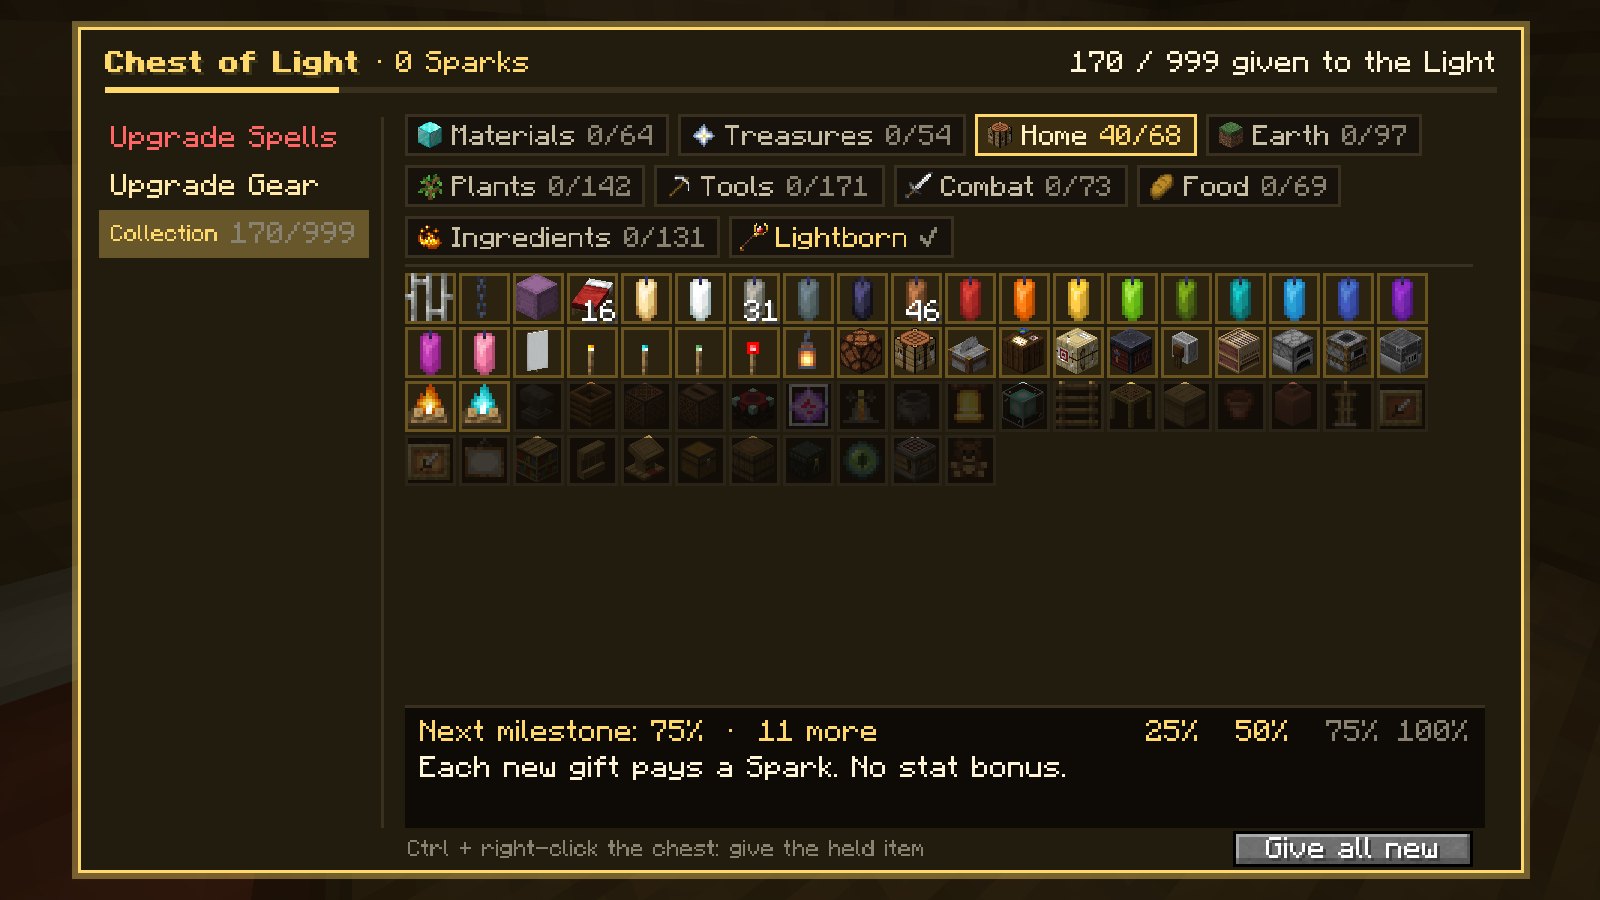 Chest of Light · 0 Sparks
170 / 999 given to the Light
Upgrade Spells
Upgrade Gear
Collection 170/999
Materials 0/64
Treasures 0/54
Home 40/68
Earth 0/97
Plants 0/142
Tools 0/171
Combat 0/73
Food 0/69
Ingredients 0/131
Lightborn ✓
16
31
46
Next milestone: 75% · 11 more
25% 50% 75% 100%
Each new gift pays a Spark. No stat bonus.
Ctrl + right-click the chest: give the held item
Give all new